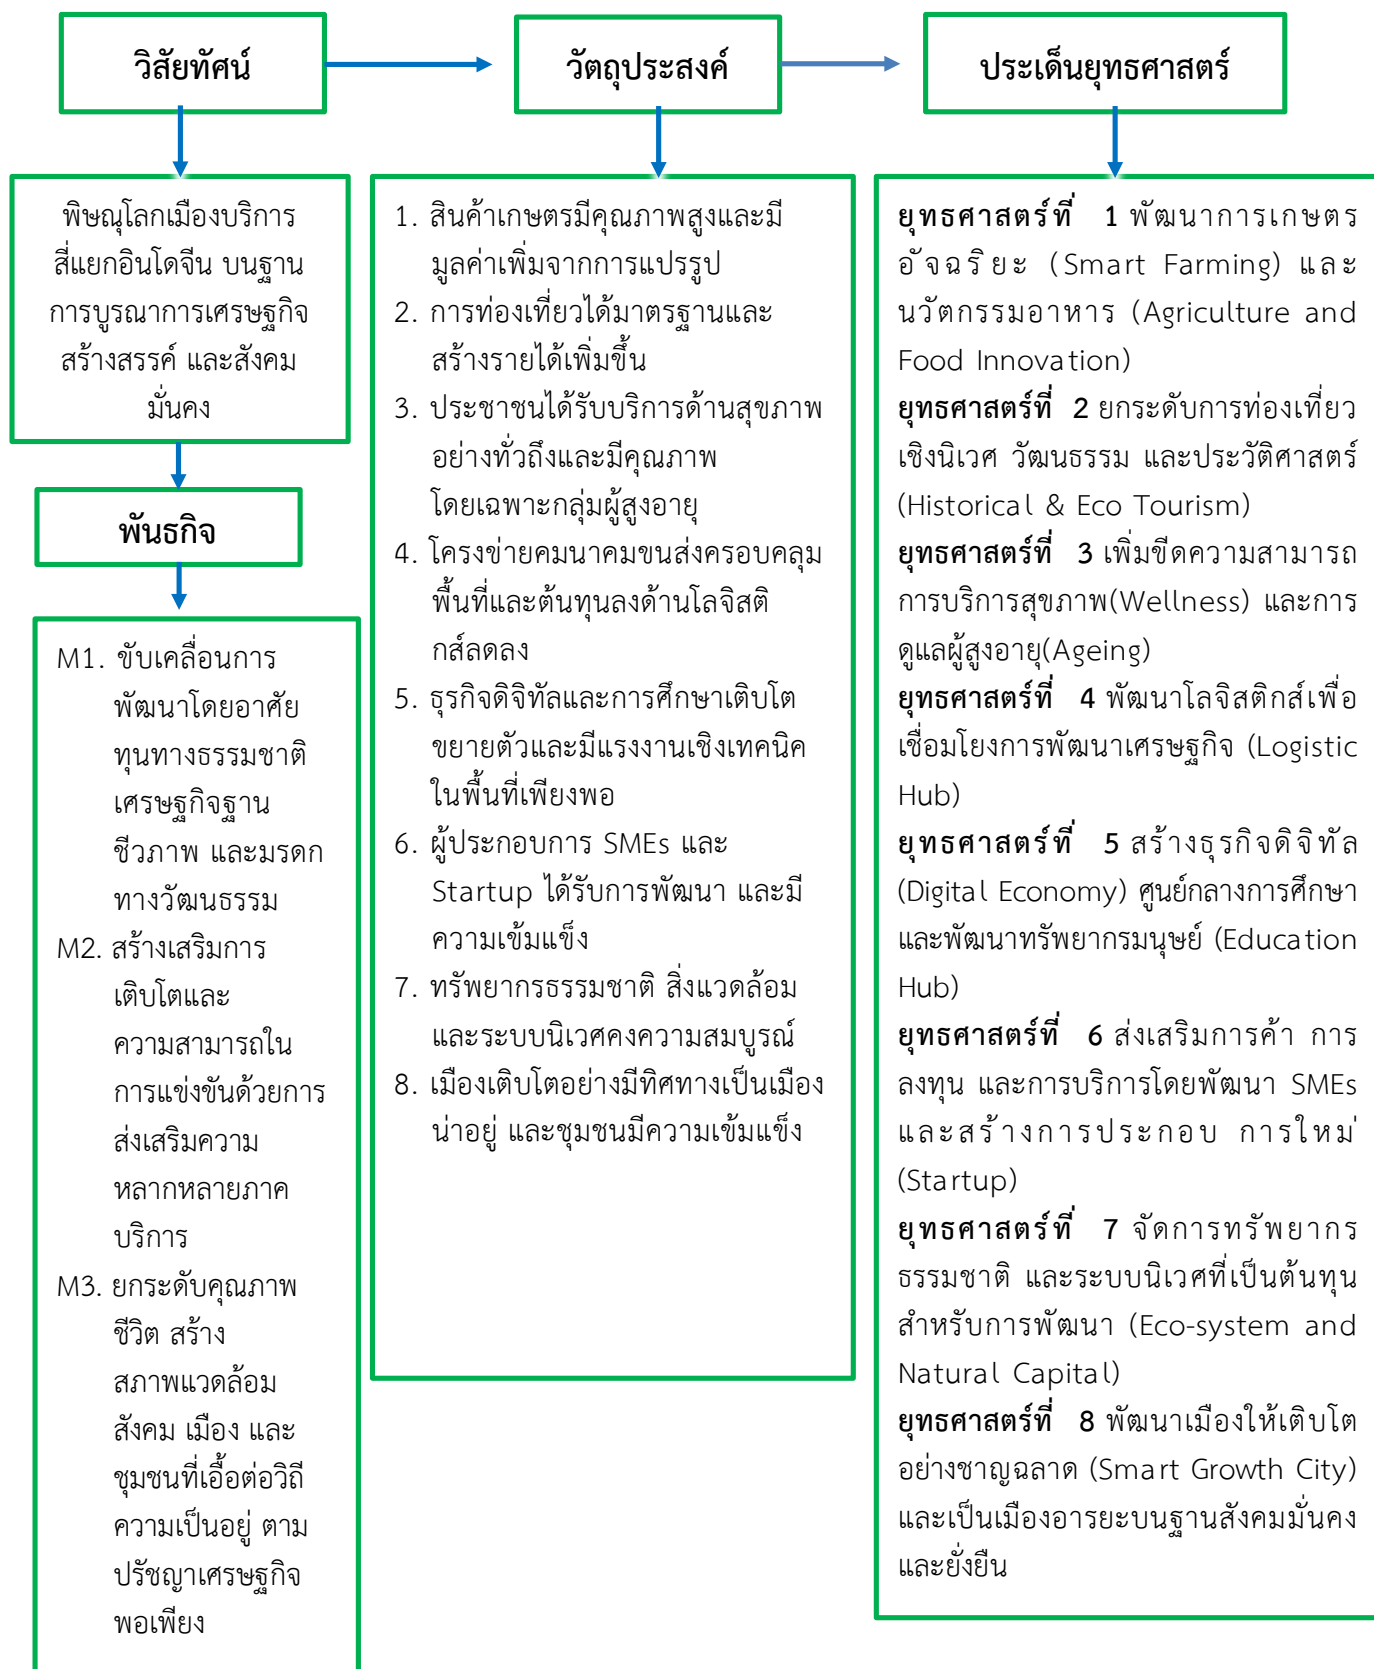 วิสัยทัศน์
วัตถุประสงค์
ประเด็นยุทธศาสตร์
พิษณุโลกเมืองบริการ
สี่แยกอินโดจีน บนฐาน
การบูรณาการเศรษฐกิจ
สร้างสรรค์ และสังคม
มั่นคง
พันธกิจ
M1. ขับเคลื่อนการ
พัฒนาโดยอาศัย
ทุนทางธรรมชาติ
เศรษฐกิจฐาน
ชีวภาพ และมรดก
ทางวัฒนธรรม
M2. สร้างเสริมการ
เติบโตและ
ความสามารถใน
การแข่งขันด้วยการ
ส่งเสริมความ
หลากหลายภาค
บริการ
M3. ยกระดับคุณภาพ
ชีวิต สร้าง
สภาพแวดล้อม
สังคม เมือง และ
ชุมชนที่เอื้อต่อวิถี
ความเป็นอยู่ ตาม
ปรัชญาเศรษฐกิจ
พอเพียง
1. สินค้าเกษตรมีคุณภาพสูงและมี
มูลค่าเพิ่มจากการแปรรูป
2. การท่องเที่ยวได้มาตรฐานและ
สร้างรายได้เพิ่มขึ้น
3. ประชาชนได้รับบริการด้านสุขภาพ
อย่างทั่วถึงและมีคุณภาพ
โดยเฉพาะกลุ่มผู้สูงอายุ
4. โครงข่ายคมนาคมขนส่งครอบคลุม
พื้นที่และต้นทุนลงด้านโลจิสติ
กส์ลดลง
5. ธุรกิจดิจิทัลและการศึกษาเติบโต
ขยายตัวและมีแรงงานเชิงเทคนิค
ในพื้นที่เพียงพอ
6. ผู้ประกอบการ SMEs และ
Startup ได้รับการพัฒนา และมี
ความเข้มแข็ง
7. ทรัพยากรธรรมชาติ สิ่งแวดล้อม
และระบบนิเวศคงความสมบูรณ์
8. เมืองเติบโตอย่างมีทิศทางเป็นเมือง
น่าอยู่ และชุมชนมีความเข้มแข็ง
ยุทธศาสตร์ที่ 1 พัฒนาการเกษตร
อัจฉริยะ (Smart Farming) และ
นวัตกรรมอาหาร (Agriculture and
Food Innovation)
ยุทธศาสตร์ที่ 2 ยกระดับการท่องเที่ยว
เชิงนิเวศ วัฒนธรรม และประวัติศาสตร์
(Historical & Eco Tourism)
ยุทธศาสตร์ที่ 3 เพิ่มขีดความสามารถ
การบริการสุขภาพ(Wellness) และการ
ดูแลผู้สูงอายุ(Ageing)
ยุทธศาสตร์ที่ 4 พัฒนาโลจิสติกส์เพื่อ
เชื่อมโยงการพัฒนาเศรษฐกิจ (Logistic
Hub)
ยุทธศาสตร์ที่ 5 สร้างธุรกิจดิจิทัล
(Digital Economy) ศูนย์กลางการศึกษา
และพัฒนาทรัพยากรมนุษย์ (Education
Hub)
ยุทธศาสตร์ที่ 6 ส่งเสริมการค้า การ
ลงทุน และการบริการโดยพัฒนา SMEs
และสร้างการประกอบ การใหม่
(Startup)
ยุทธศาสตร์ที่ 7 จัดการทรัพยากร
ธรรมชาติ และระบบนิเวศที่เป็นต้นทุน
สำหรับการพัฒนา (Eco-system and
Natural Capital)
ยุทธศาสตร์ที่ 8 พัฒนาเมืองให้เติบโต
อย่างชาญฉลาด (Smart Growth City)
และเป็นเมืองอารยะบนฐานสังคมมั่นคง
และยั่งยืน